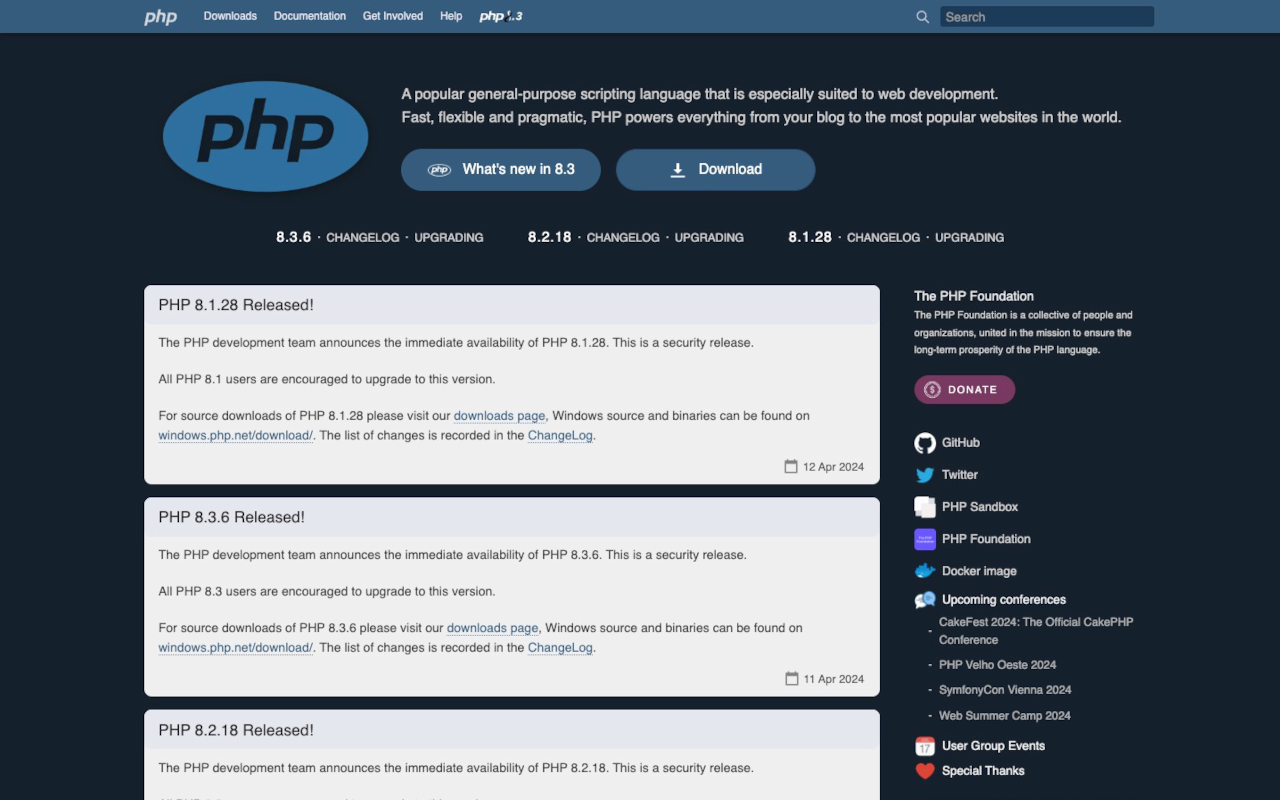 php Downloads Documentation Get Involved Help php8.3 Search
php
A popular general-purpose scripting language that is especially suited to web development.
Fast, flexible and pragmatic, PHP powers everything from your blog to the most popular websites in the world.
php What's new in 8.3 Download
8.3.6 · CHANGELOG · UPGRADING 8.2.18 · CHANGELOG · UPGRADING 8.1.28 · CHANGELOG · UPGRADING
PHP 8.1.28 Released!
The PHP development team announces the immediate availability of PHP 8.1.28. This is a security release.
All PHP 8.1 users are encouraged to upgrade to this version.
For source downloads of PHP 8.1.28 please visit our downloads page, Windows source and binaries can be found on
windows.php.net/download/. The list of changes is recorded in the ChangeLog.
12 Apr 2024
PHP 8.3.6 Released!
The PHP development team announces the immediate availability of PHP 8.3.6. This is a security release.
All PHP 8.3 users are encouraged to upgrade to this version.
For source downloads of PHP 8.3.6 please visit our downloads page, Windows source and binaries can be found on
windows.php.net/download/. The list of changes is recorded in the ChangeLog.
11 Apr 2024
PHP 8.2.18 Released!
The PHP development team announces the immediate availability of PHP 8.2.18. This is a security release.
The PHP Foundation
The PHP Foundation is a collective of people and
organizations, united in the mission to ensure the
long-term prosperity of the PHP language.
$ DONATE
GitHub
Twitter
PHP Sandbox
PHP Foundation
Docker image
Upcoming conferences
- CakeFest 2024: The Official CakePHP
Conference
- PHP Velho Oeste 2024
- SymfonyCon Vienna 2024
- Web Summer Camp 2024
17 User Group Events
Special Thanks